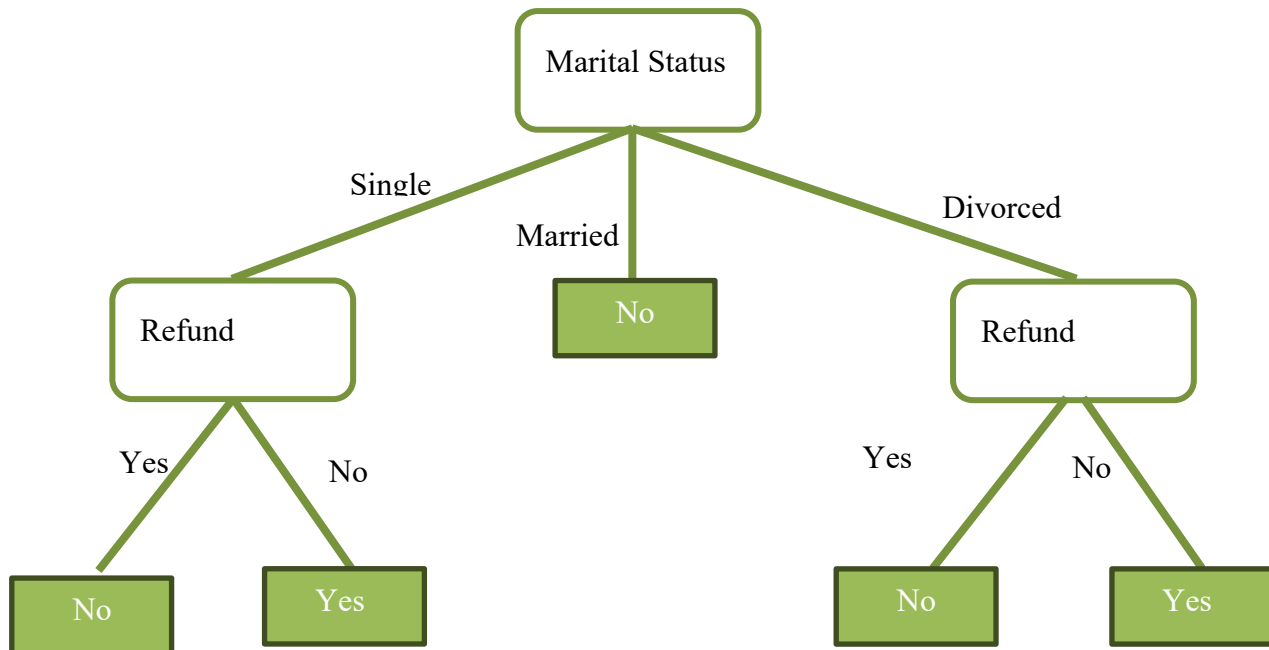 Marital Status
Single
Divorced
Married
Refund
No
Refund
Yes
No
Yes
No
No
Yes
No
Yes